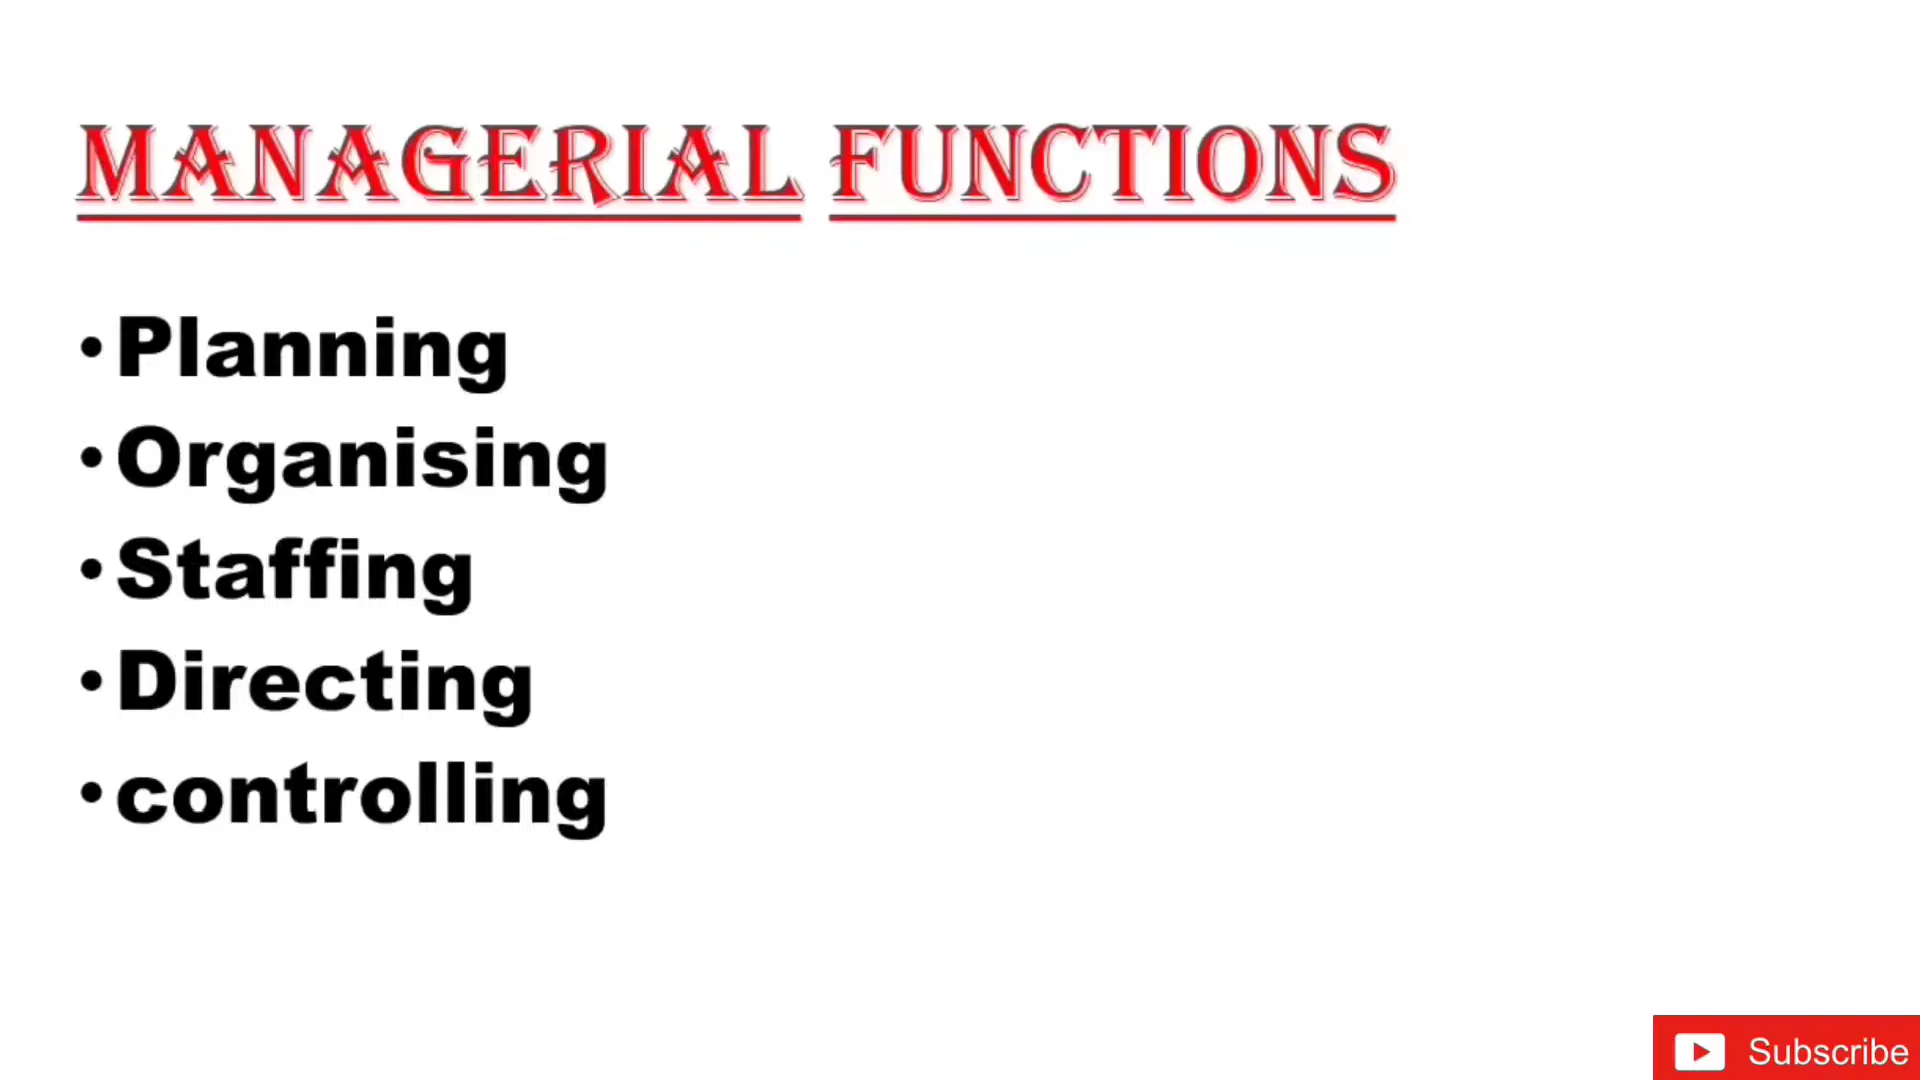 MANAGERIAL FUNCTIONS
• Planning
• Organising
• Staffing
• Directing
• controlling
Subscribe